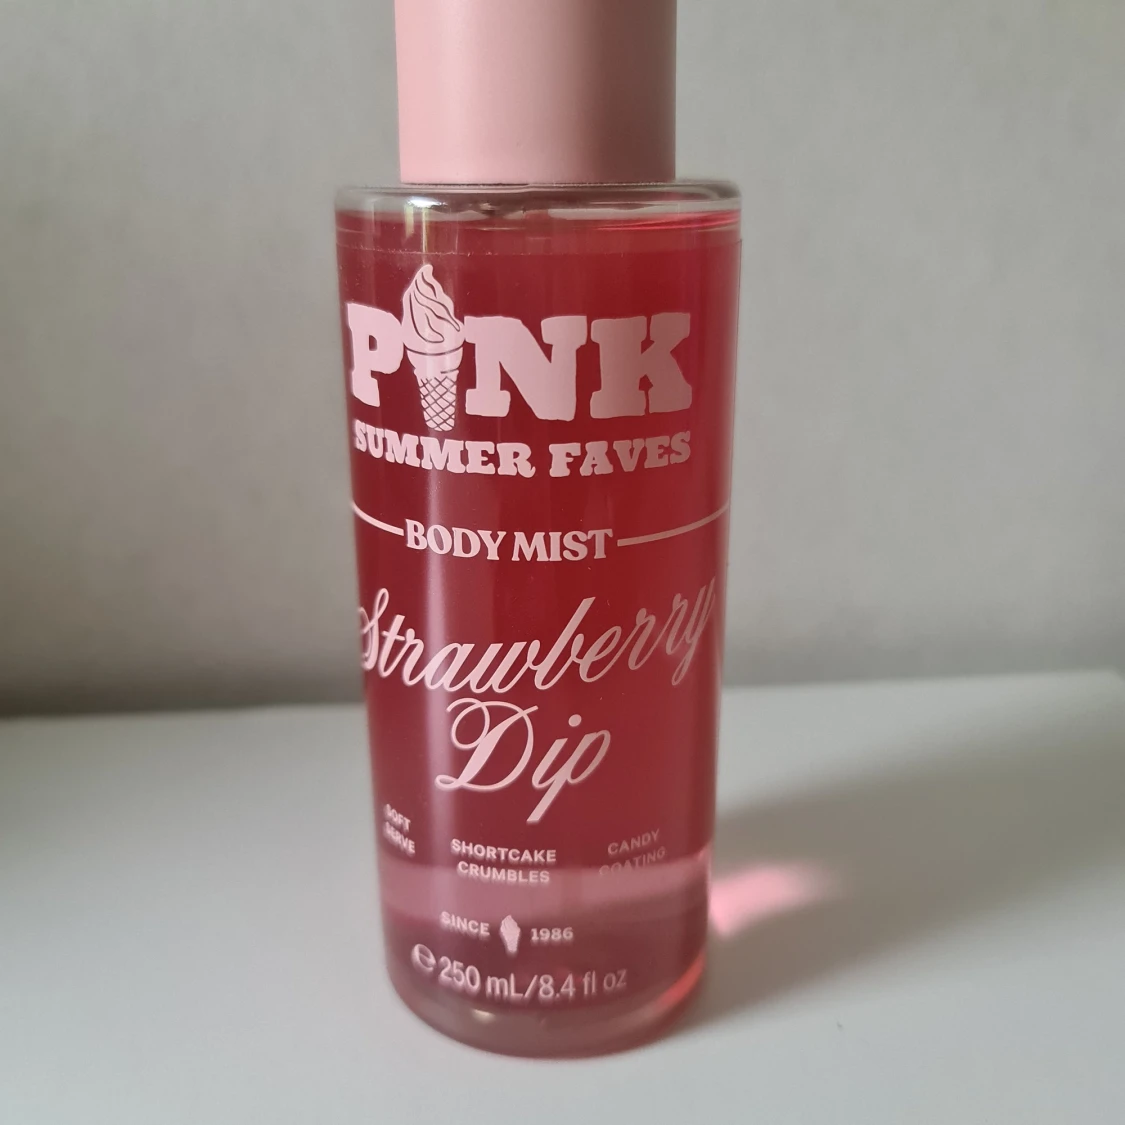 PINK
SUMMER FAVES
BODY MIST
Strawberry
Dip
SOFT
SERVE
SHORTCAKE
CRUMBLES
CANDY
COATING
SINCE 1986
℮ 250 mL/8.4 fl oz